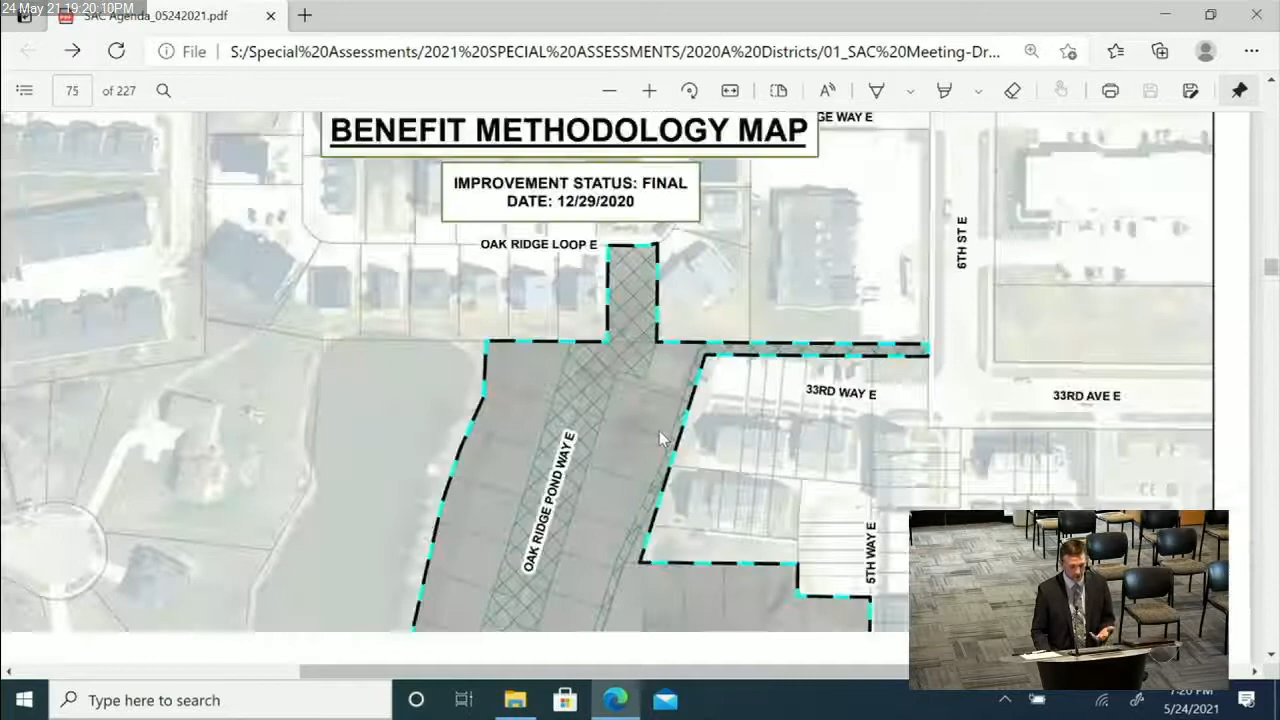 24 May 21 19:20:10PM
SAC Agenda_05242021.pdf
File
S:/Special%20Assessments/2021%20SPECIAL%20ASSESSMENTS/2020A%20Districts/01_SAC%20Meeting-Dr...
75 of 227
BENEFIT METHODOLOGY MAP
GE WAY E
IMPROVEMENT STATUS: FINAL
DATE: 12/29/2020
OAK RIDGE LOOP E
6TH ST E
33RD WAY E
33RD AVE E
OAK RIDGE POND WAY E
5TH WAY E
Type here to search
7:20 PM
5/24/2021